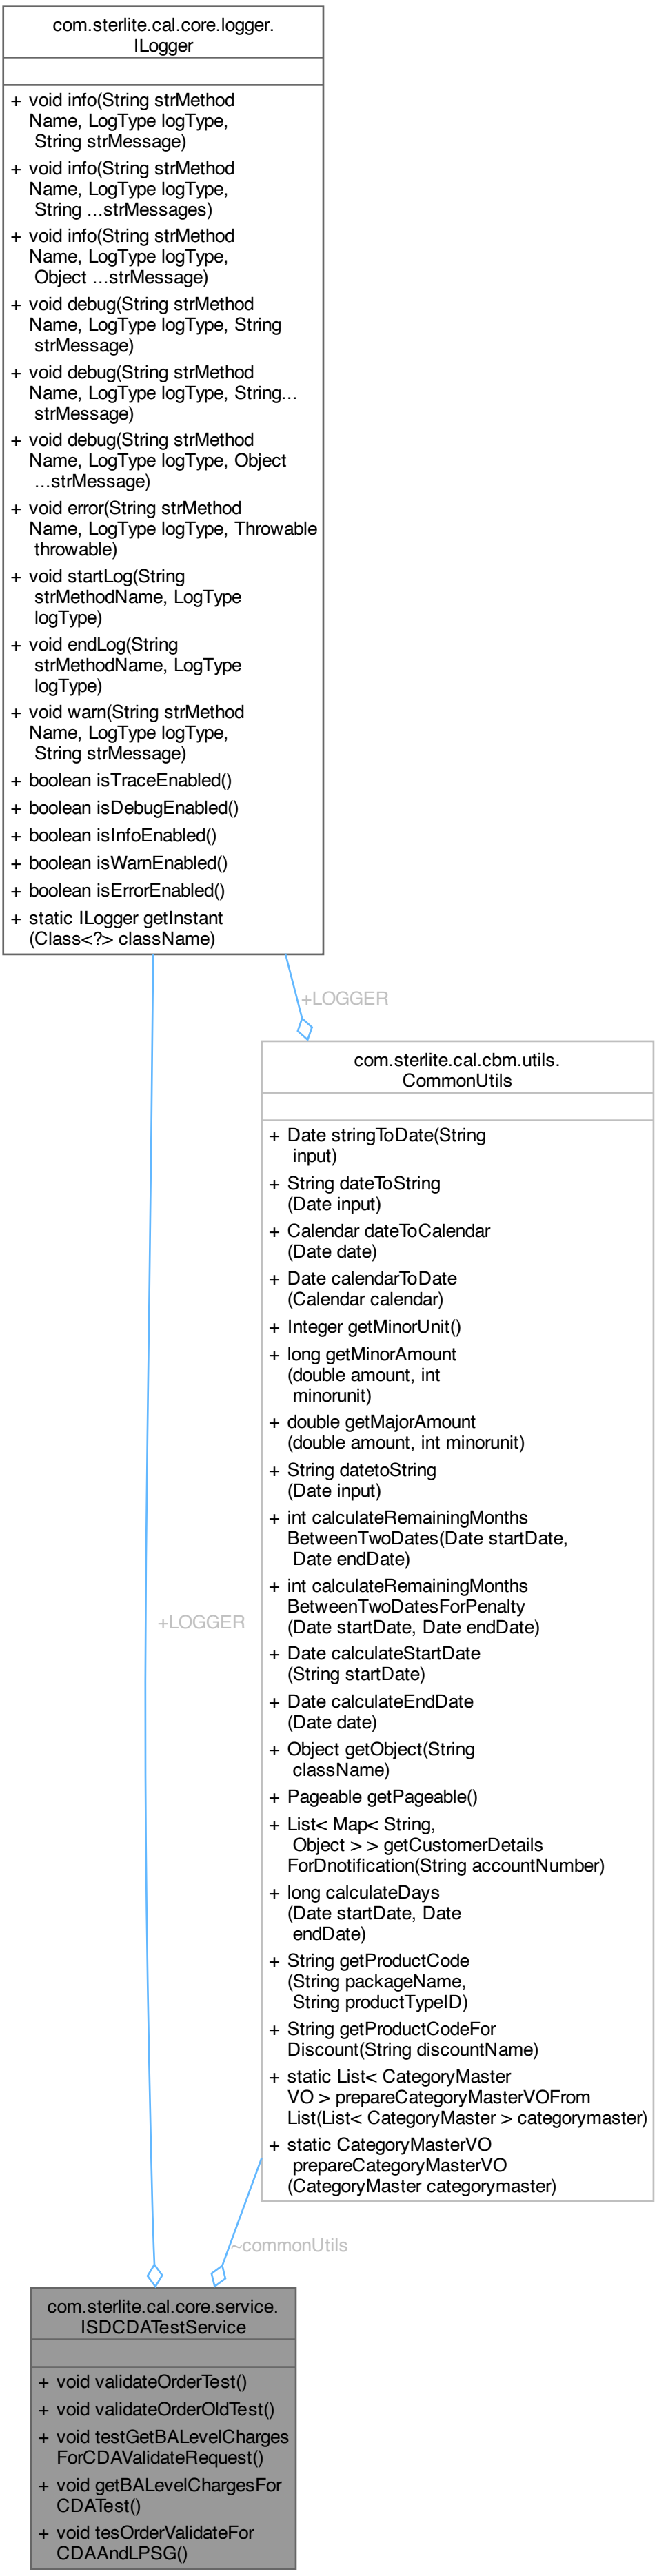 com.sterlite.cal.core.logger.
ILogger
+ void info(String strMethod
Name, LogType logType,
String strMessage)
+ void info(String strMethod
Name, LogType logType,
String ...strMessages)
+ void info(String strMethod
Name, LogType logType,
Object ...strMessage)
+ void debug(String strMethod
Name, LogType logType, String
strMessage)
+ void debug(String strMethod
Name, LogType logType, String...
strMessage)
+ void debug(String strMethod
Name, LogType logType, Object
...strMessage)
+ void error(String strMethod
Name, LogType logType, Throwable
throwable)
+ void startLog(String
strMethodName, LogType
logType)
+ void endLog(String
strMethodName, LogType
logType)
+ void warn(String strMethod
Name, LogType logType,
String strMessage)
+ boolean isTraceEnabled()
+ boolean isDebugEnabled()
+ boolean isInfoEnabled()
+ boolean isWarnEnabled()
+ boolean isErrorEnabled()
+ static ILogger getInstant
(Class<?> className)
+LOGGER
com.sterlite.cal.cbm.utils.
CommonUtils
+ Date stringToDate(String
input)
+ String dateToString
(Date input)
+ Calendar dateToCalendar
(Date date)
+ Date calendarToDate
(Calendar calendar)
+ Integer getMinorUnit()
+ long getMinorAmount
(double amount, int
minorunit)
+ double getMajorAmount
(double amount, int minorunit)
+ String datetoString
(Date input)
+ int calculateRemainingMonths
BetweenTwoDates(Date startDate,
Date endDate)
+ int calculateRemainingMonths
BetweenTwoDatesForPenalty
(Date startDate, Date endDate)
+LOGGER
+ Date calculateStartDate
(String startDate)
+ Date calculateEndDate
(Date date)
+ Object getObject(String
className)
+ Pageable getPageable()
+ List< Map< String,
Object > > getCustomerDetails
ForDnotification(String accountNumber)
+ long calculateDays
(Date startDate, Date
endDate)
+ String getProductCode
(String packageName,
String productTypeID)
+ String getProductCodeFor
Discount(String discountName)
+ static List< CategoryMaster
VO > prepareCategoryMasterVOFrom
List(List< CategoryMaster > categorymaster)
+ static CategoryMasterVO
prepareCategoryMasterVO
(CategoryMaster categorymaster)
~commonUtils
com.sterlite.cal.core.service.
ISDCDATestService
+ void validateOrderTest()
+ void validateOrderOldTest()
+ void testGetBALevelCharges
ForCDAValidateRequest()
+ void getBALevelChargesFor
CDATest()
+ void tesOrderValidateFor
CDAAndLPSG()